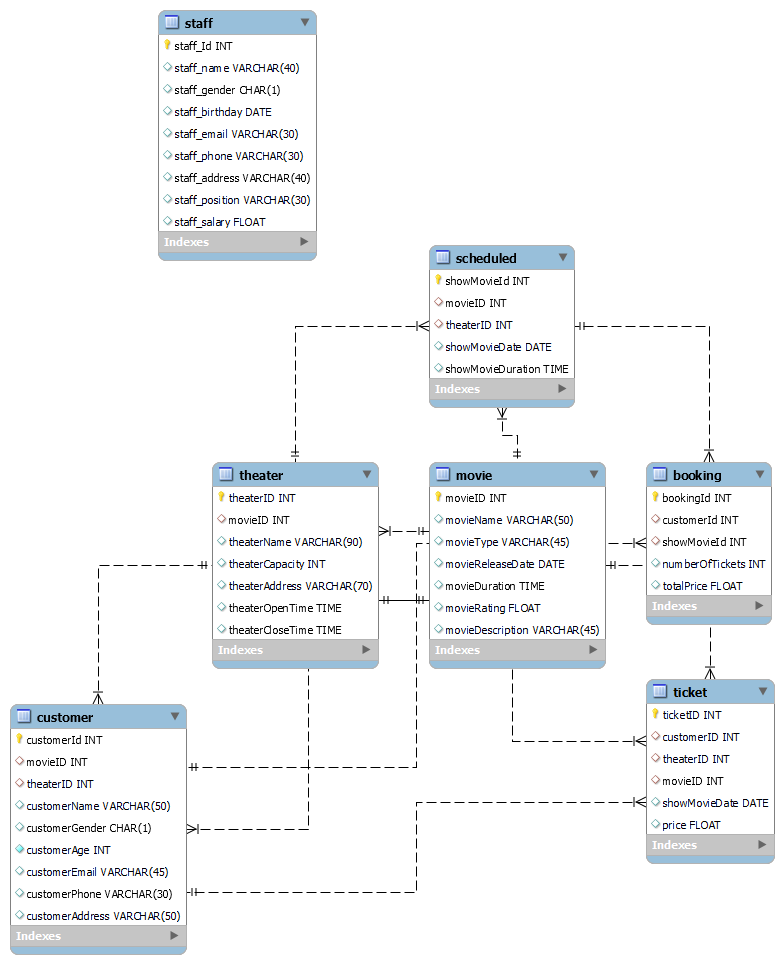 staff
staff_Id INT
staff_name VARCHAR(40)
staff_gender CHAR(1)
staff_birthday DATE
staff_email VARCHAR(30)
staff_phone VARCHAR(30)
staff_address VARCHAR(40)
staff_position VARCHAR(30)
staff_salary FLOAT
Indexes
scheduled
showMovieId INT
movieID INT
theaterID INT
showMovieDate DATE
showMovieDuration TIME
Indexes
theater
theaterID INT
movieID INT
theaterName VARCHAR(90)
theaterCapacity INT
theaterAddress VARCHAR(70)
theaterOpenTime TIME
theaterCloseTime TIME
Indexes
movie
movieID INT
movieName VARCHAR(50)
movieType VARCHAR(45)
movieReleaseDate DATE
movieDuration TIME
movieRating FLOAT
movieDescription VARCHAR(45)
Indexes
booking
bookingId INT
customerId INT
showMovieId INT
numberOfTickets INT
totalPrice FLOAT
Indexes
customer
customerId INT
movieID INT
theaterID INT
customerName VARCHAR(50)
customerGender CHAR(1)
customerAge INT
customerEmail VARCHAR(45)
customerPhone VARCHAR(30)
customerAddress VARCHAR(50)
Indexes
ticket
ticketID INT
customerID INT
theaterID INT
movieID INT
showMovieDate DATE
price FLOAT
Indexes